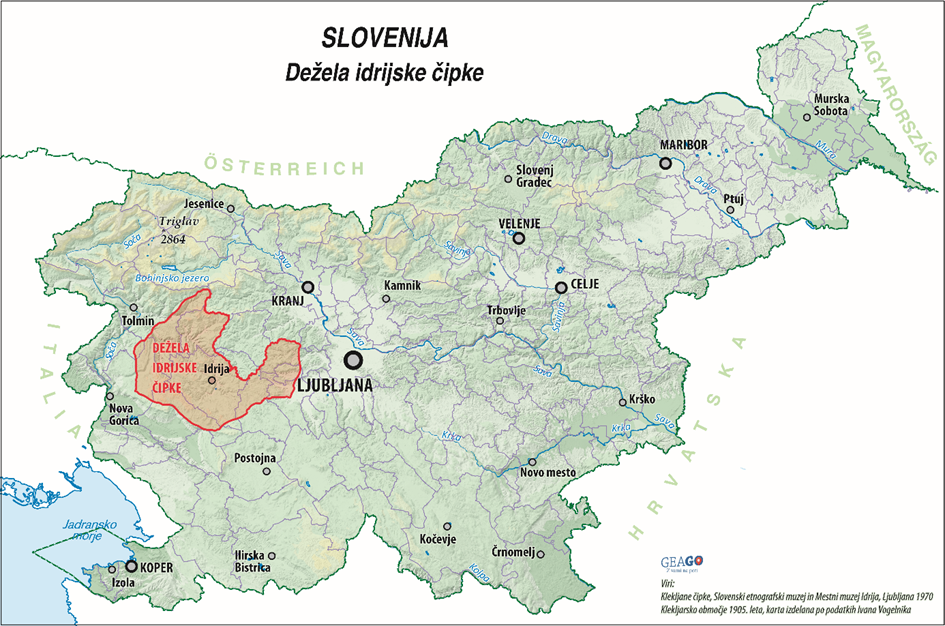 SLOVENIJA
Dežela idrijske čipke
MAGYARORSZÁG
Murska
Sobota
Mura
Drava
MARIBOR
ÖSTERREICH
Slovenj
Gradec
Drava
Ptuj
Jesenice
Triglav
2864
VELENJE
Soča
Sava
Savinja
Bohinjsko jezero
Kamnik
CELJE
KRANJ
Tolmin
Trbovlje
Savinja
Sava
Soča
DEŽELA
IDRIJSKE
ČIPKE
Idrija
LJUBLJANA
Sava
ITALIA
HRVATSKA
Nova
Gorica
Krško
Sava
Krka
Krka
Postojna
Novo mesto
Jadransko
morje
Kočevje
Črnomelj
Ilirska
Bistrica
KOPER
Izola
Kolpa
GEAGO
Viri:
Klekljane čipke, Slovenski etnografski muzej in Mestni muzej Idrija, Ljubljana 1970
Klekljarsko območje 1905. leta, karta izdelana po podatkih Ivana Vogelnika